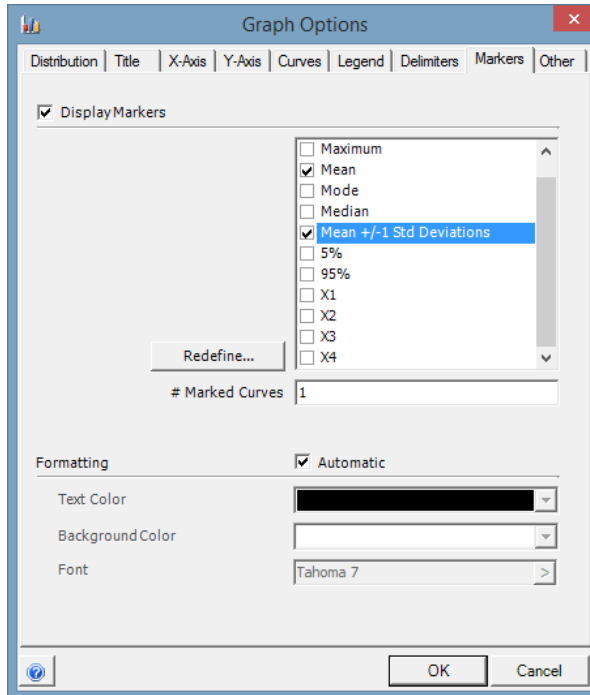 Graph Options
Distribution Title X-Axis Y-Axis Curves Legend Delimiters Markers Other
Display Markers
Maximum
Mean
Mode
Median
Mean +/-1 Std Deviations
5%
95%
X1
X2
X3
X4
Redefine...
# Marked Curves 1
Formatting Automatic
Text Color
Background Color
Font Tahoma 7 >
OK Cancel